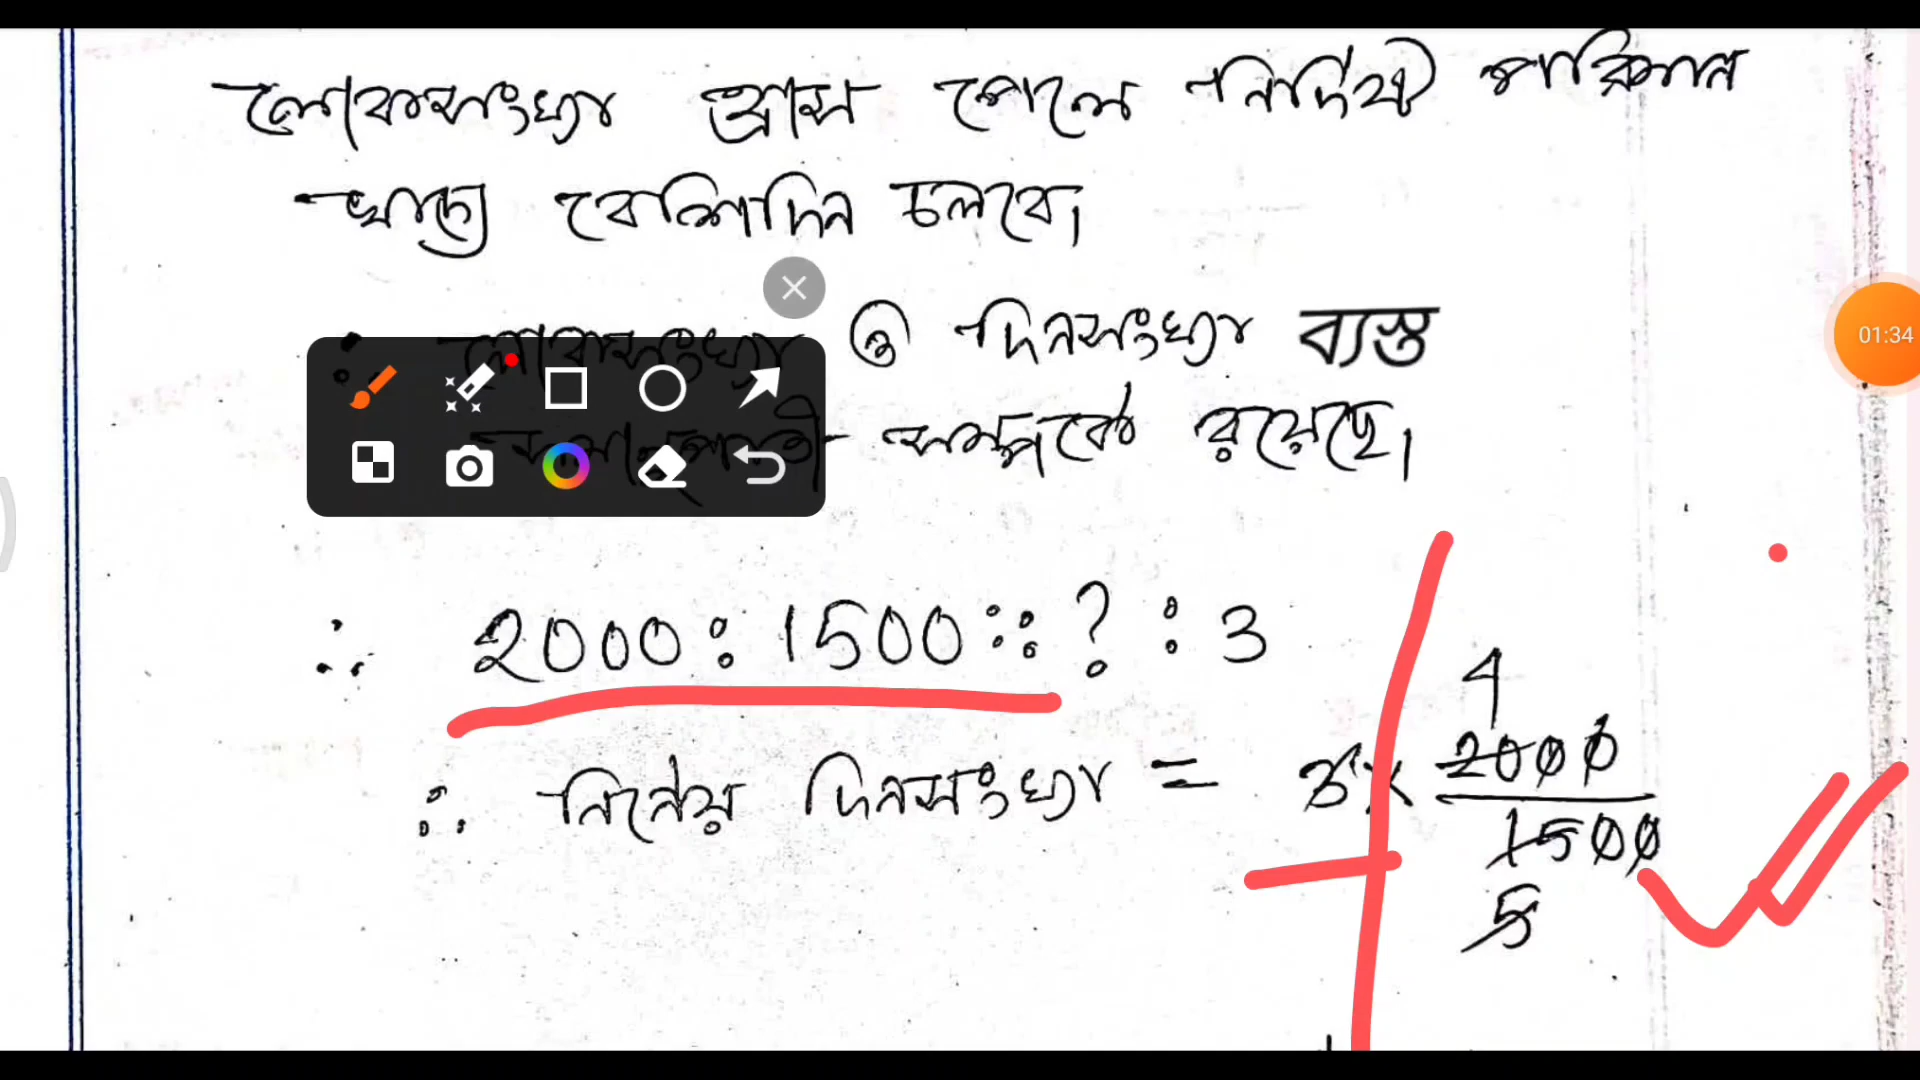 লোকসংখ্যা হ্রাস পেলে নির্দিষ্ট পরিমান
খাদ্য বেশিদিন চলবে।
∴ লোকসংখ্যা ও দিনসংখ্যা ব্যস্ত
সম্পর্কে রয়েছে।
01:34
∴ 2000 : 1500 :: ? : 3
4
∴ নির্নেয় দিনসংখ্যা = 3 × 2000
1500
5